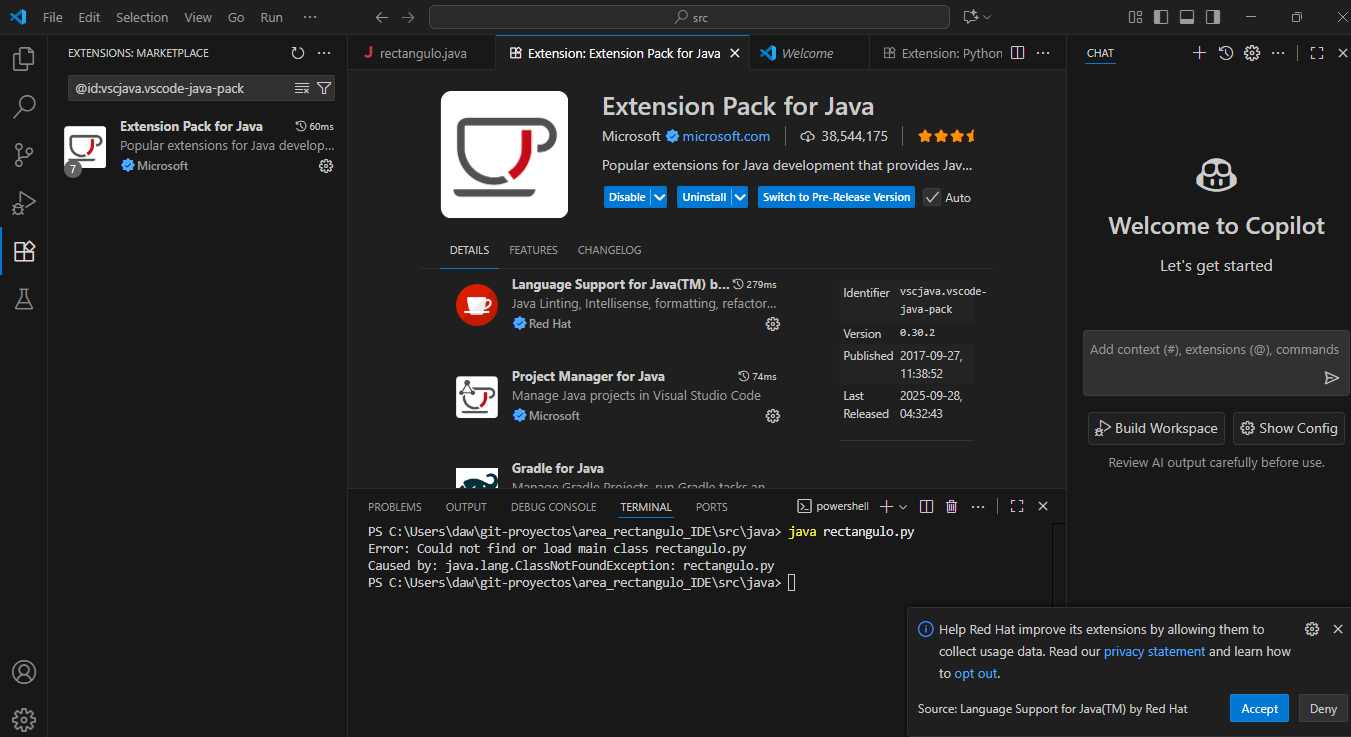 File Edit Selection View Go Run ···
src
EXTENSIONS: MARKETPLACE
@id:vscjava.vscode-java-pack
Extension Pack for Java 60ms
Popular extensions for Java develop...
Microsoft
7
rectangulo.java
Extension: Extension Pack for Java
Welcome
Extension: Python
Extension Pack for Java
Microsoft microsoft.com 38,544,175
Popular extensions for Java development that provides Jav...
Disable Uninstall Switch to Pre-Release Version Auto
DETAILS FEATURES CHANGELOG
Language Support for Java(TM) b... 279ms
Java Linting, Intellisense, formatting, refactor...
Red Hat
Project Manager for Java 74ms
Manage Java projects in Visual Studio Code
Microsoft
Gradle for Java
Manage Gradle Projects, run Gradle tasks an
Identifier vscjava.vscode-
java-pack
Version 0.30.2
Published 2017-09-27,
11:38:52
Last 2025-09-28,
Released 04:32:43
PROBLEMS OUTPUT DEBUG CONSOLE TERMINAL PORTS
powershell
PS C:\Users\daw\git-proyectos\area_rectangulo_IDE\src\java> java rectangulo.py
Error: Could not find or load main class rectangulo.py
Caused by: java.lang.ClassNotFoundException: rectangulo.py
PS C:\Users\daw\git-proyectos\area_rectangulo_IDE\src\java>
CHAT
Welcome to Copilot
Let's get started
Add context (#), extensions (@), commands
Build Workspace Show Config
Review AI output carefully before use.
Help Red Hat improve its extensions by allowing them to
collect usage data. Read our privacy statement and learn how
to opt out.
Source: Language Support for Java(TM) by Red Hat
Accept Deny